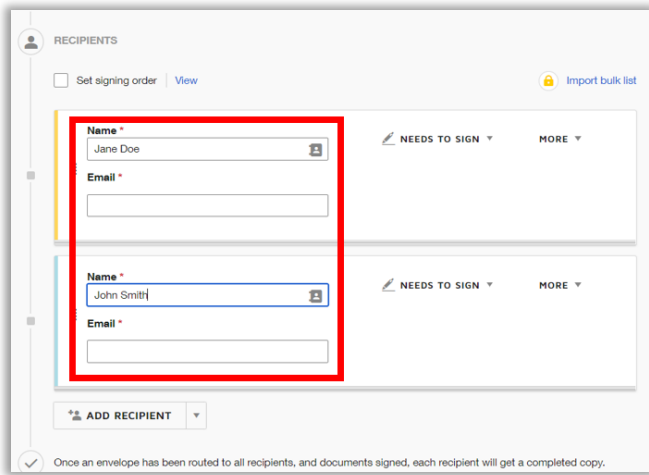 RECIPIENTS
Set signing order View Import bulk list
Name *
Jane Doe
NEEDS TO SIGN MORE
Email *
Name *
John Smith
NEEDS TO SIGN MORE
Email *
ADD RECIPIENT
Once an envelope has been routed to all recipients, and documents signed, each recipient will get a completed copy.